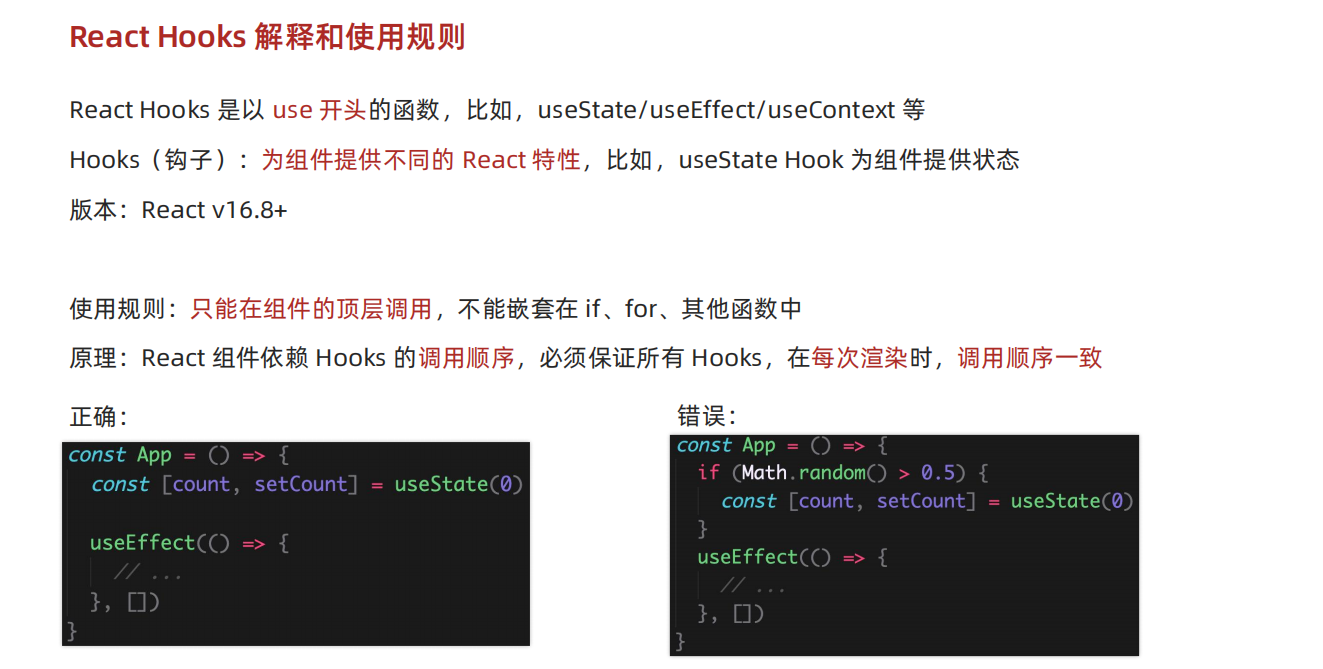 React Hooks 解释和使用规则
React Hooks 是以 use 开头的函数，比如，useState/useEffect/useContext 等
Hooks（钩子）：为组件提供不同的 React 特性，比如，useState Hook 为组件提供状态
版本：React v16.8+
使用规则：只能在组件的顶层调用，不能嵌套在 if、for、其他函数中
原理：React 组件依赖 Hooks 的调用顺序，必须保证所有 Hooks，在每次渲染时，调用顺序一致
正确：
const App = () => {
const [count, setCount] = useState(0)
useEffect(() => {
// ...
}, [])
}
错误：
const App = () => {
if (Math.random() > 0.5) {
const [count, setCount] = useState(0)
}
useEffect(() => {
// ...
}, [])
}